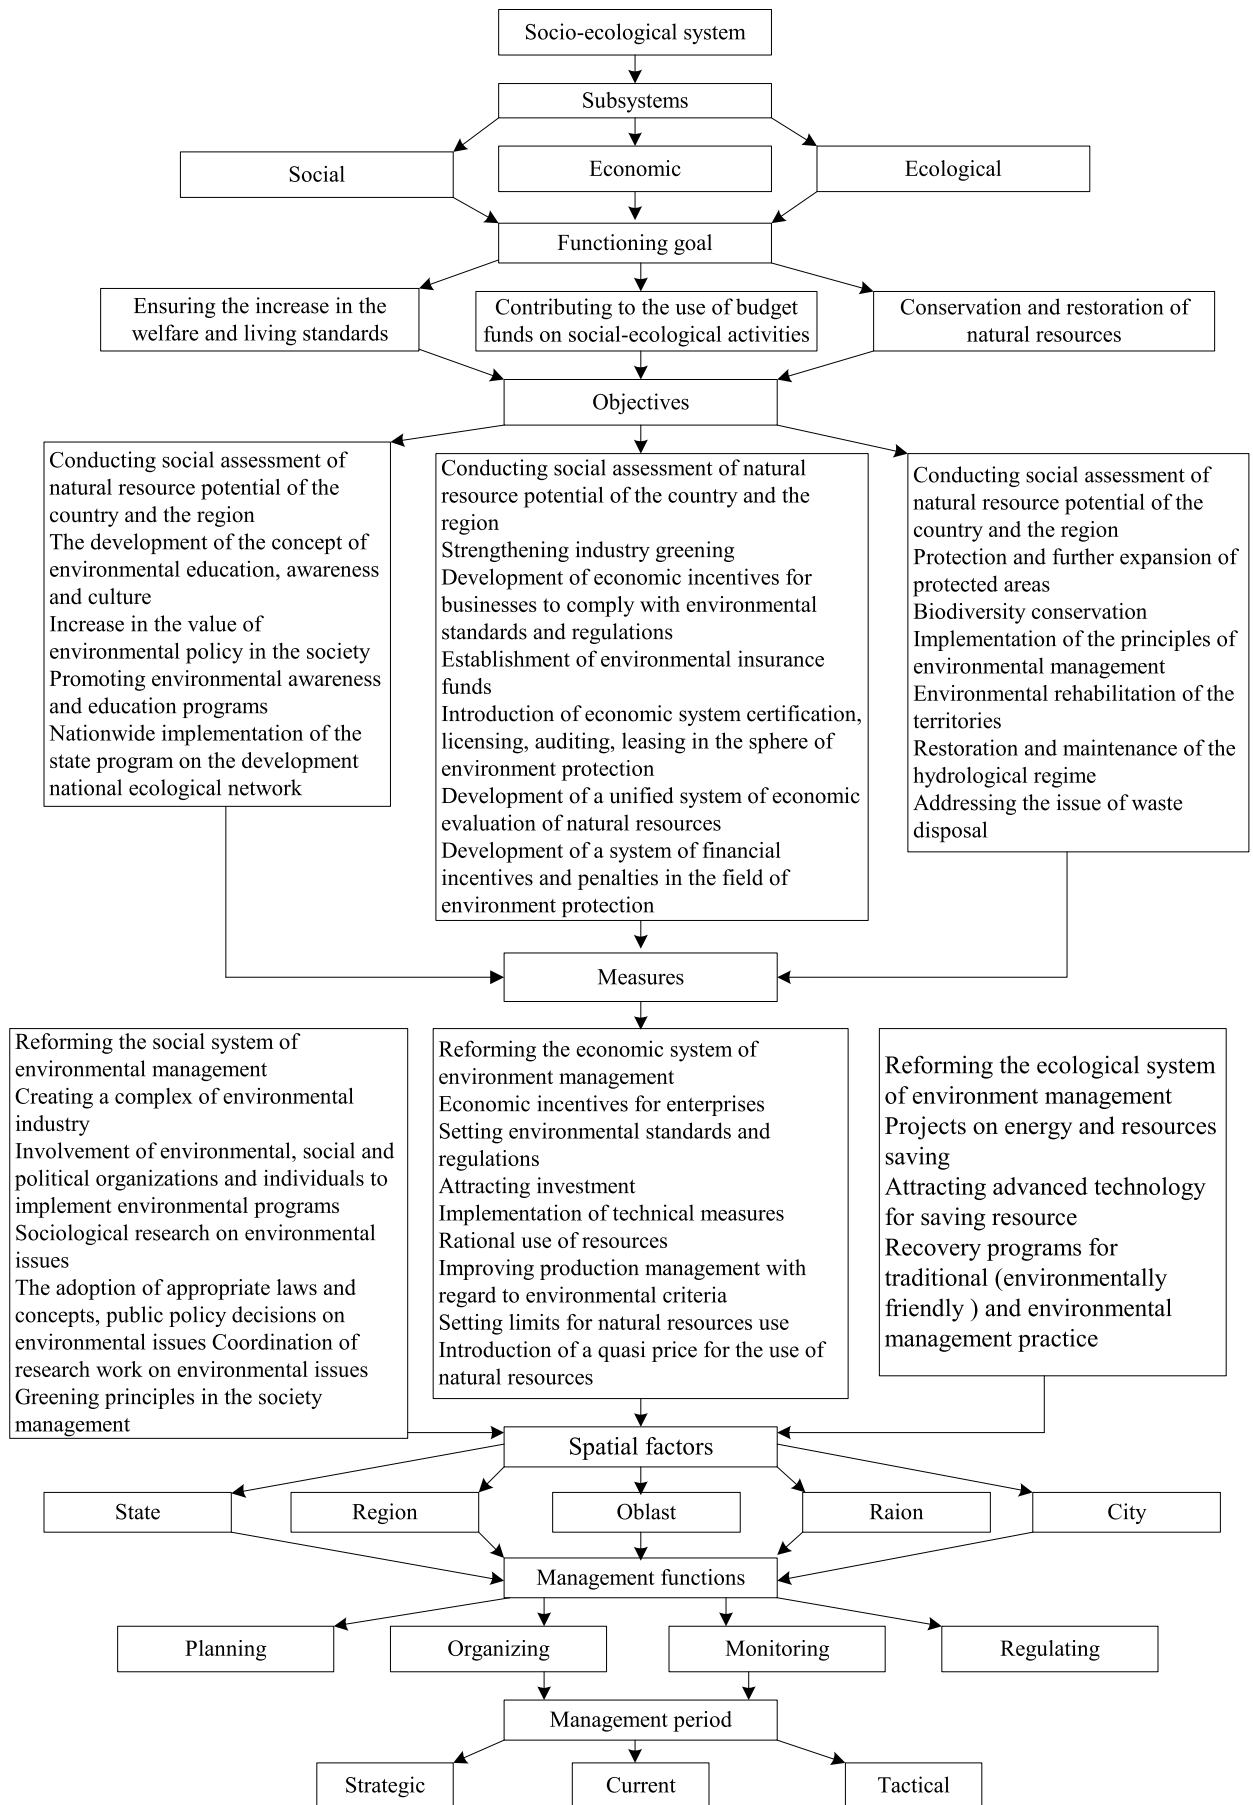 Socio-ecological system
Subsystems
Social
Economic
Ecological
Functioning goal
Ensuring the increase in the
welfare and living standards
Contributing to the use of budget
funds on social-ecological activities
Conservation and restoration of
natural resources
Objectives
Conducting social assessment of
natural resource potential of the
country and the region
The development of the concept of
environmental education, awareness
and culture
Increase in the value of
environmental policy in the society
Promoting environmental awareness
and education programs
Nationwide implementation of the
state program on the development
national ecological network
Conducting social assessment of natural
resource potential of the country and the
region
Strengthening industry greening
Development of economic incentives for
businesses to comply with environmental
standards and regulations
Establishment of environmental insurance
funds
Introduction of economic system certification,
licensing, auditing, leasing in the sphere of
environment protection
Development of a unified system of economic
evaluation of natural resources
Development of a system of financial
incentives and penalties in the field of
environment protection
Conducting social assessment of
natural resource potential of the
country and the region
Protection and further expansion of
protected areas
Biodiversity conservation
Implementation of the principles of
environmental management
Environmental rehabilitation of the
territories
Restoration and maintenance of the
hydrological regime
Addressing the issue of waste
disposal
Measures
Reforming the social system of
environmental management
Creating a complex of environmental
industry
Involvement of environmental, social and
political organizations and individuals to
implement environmental programs
Sociological research on environmental
issues
The adoption of appropriate laws and
concepts, public policy decisions on
environmental issues Coordination of
research work on environmental issues
Greening principles in the society
management
Reforming the economic system of
environment management
Economic incentives for enterprises
Setting environmental standards and
regulations
Attracting investment
Implementation of technical measures
Rational use of resources
Improving production management with
regard to environmental criteria
Setting limits for natural resources use
Introduction of a quasi price for the use of
natural resources
Reforming the ecological system
of environment management
Projects on energy and resources
saving
Attracting advanced technology
for saving resource
Recovery programs for
traditional (environmentally
friendly ) and environmental
management practice
Spatial factors
State
Region
Oblast
Raion
City
Management functions
Planning
Organizing
Monitoring
Regulating
Management period
Strategic
Current
Tactical